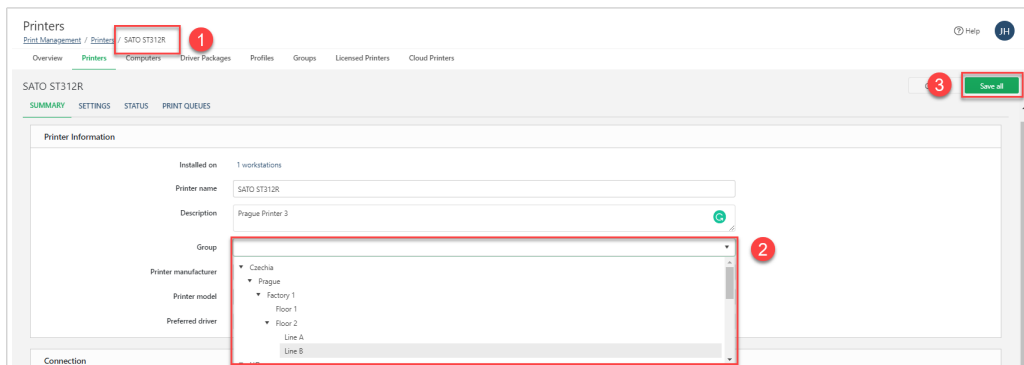 Printers
Print Management / Printers / SATO ST312R
1
Help
JH
Overview Printers Computers Driver Packages Profiles Groups Licensed Printers Cloud Printers
SATO ST312R
3
Save all
SUMMARY SETTINGS STATUS PRINT QUEUES
Printer Information
Installed on 1 workstations
Printer name SATO ST312R
Description Prague Printer 3
Group
2
Czechia
Printer manufacturer
Prague
Printer model
Factory 1
Floor 1
Preferred driver
Floor 2
Line A
Line B
Connection